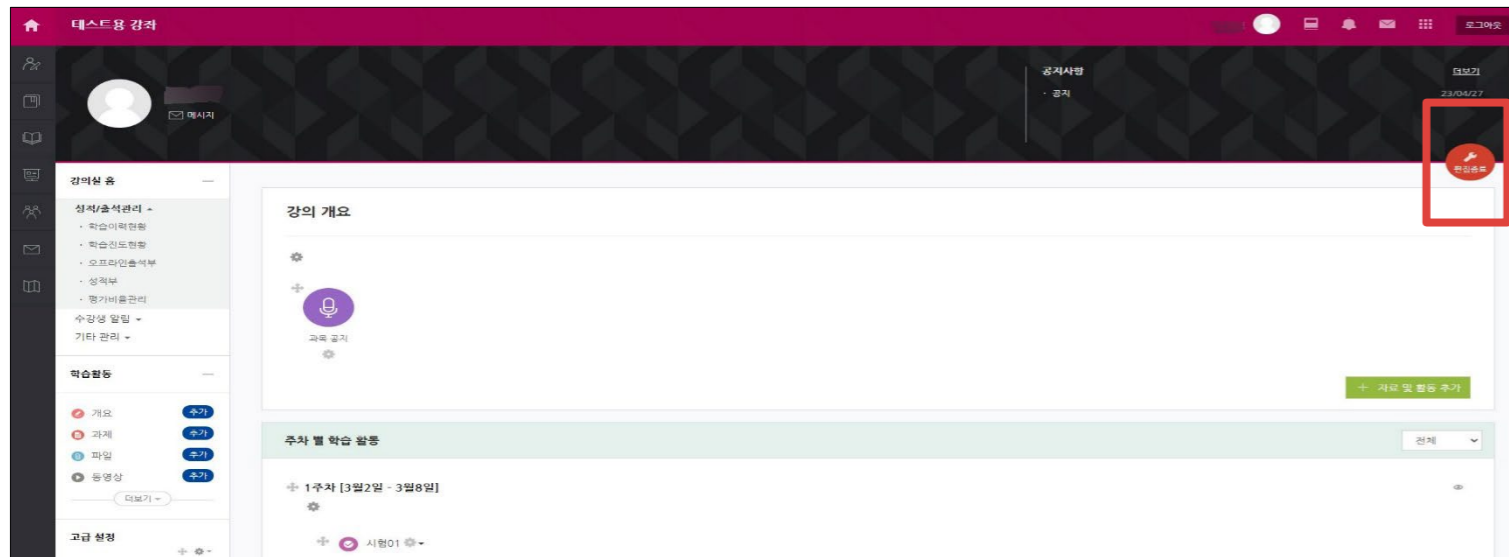 테스트용 강좌
로그아웃
메시지
공지사항
더보기
· 공지
23/04/27
편집종료
강의실 홈
성적/출석관리
· 학습이력현황
· 학습진도현황
· 오프라인출석부
· 성적부
· 평가비율관리
수강생 알림
기타 관리
학습활동
개요 추가
과제 추가
파일 추가
동영상 추가
더보기
고급 설정
강의 개요
과목 공지
+ 자료 및 활동 추가
주차 별 학습 활동
전체
1주차 [3월2일 - 3월8일]
시험01